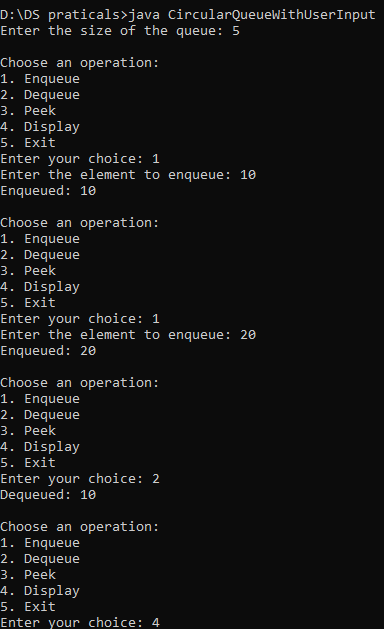 D:\DS praticals>java CircularQueueWithUserInput
Enter the size of the queue: 5
Choose an operation:
1. Enqueue
2. Dequeue
3. Peek
4. Display
5. Exit
Enter your choice: 1
Enter the element to enqueue: 10
Enqueued: 10
Choose an operation:
1. Enqueue
2. Dequeue
3. Peek
4. Display
5. Exit
Enter your choice: 1
Enter the element to enqueue: 20
Enqueued: 20
Choose an operation:
1. Enqueue
2. Dequeue
3. Peek
4. Display
5. Exit
Enter your choice: 2
Dequeued: 10
Choose an operation:
1. Enqueue
2. Dequeue
3. Peek
4. Display
5. Exit
Enter your choice: 4